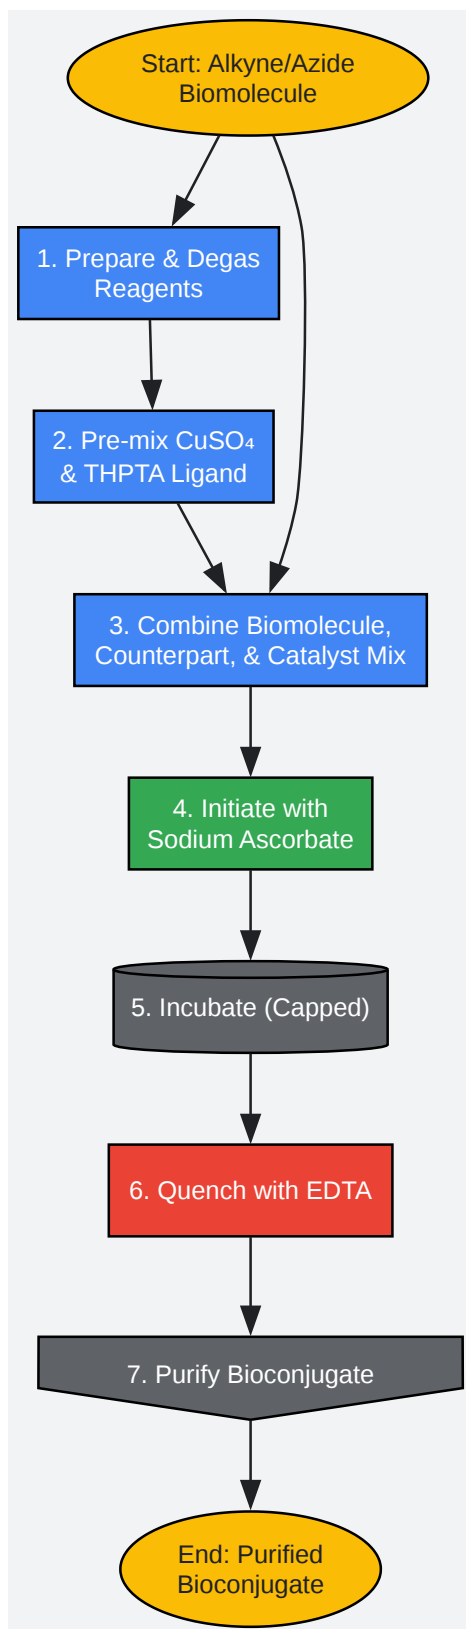 Start: Alkyne/Azide
Biomolecule
1. Prepare & Degas
Reagents
2. Pre-mix CuSO₄
& THPTA Ligand
3. Combine Biomolecule,
Counterpart, & Catalyst Mix
4. Initiate with
Sodium Ascorbate
5. Incubate (Capped)
6. Quench with EDTA
7. Purify Bioconjugate
End: Purified
Bioconjugate